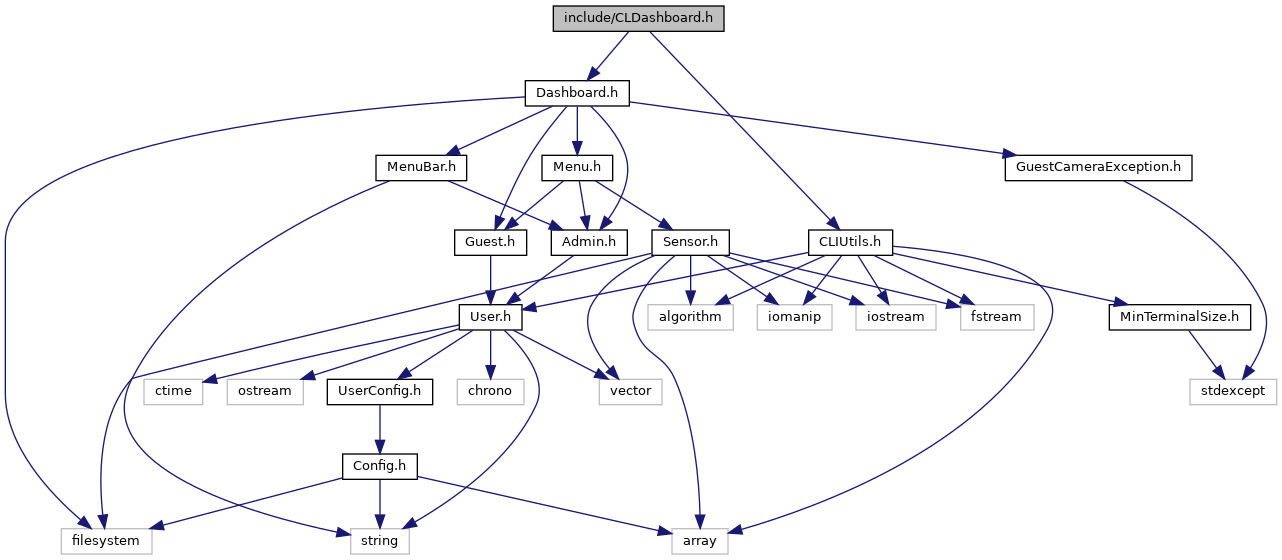 include/CLDashboard.h
Dashboard.h
MenuBar.h
Menu.h
GuestCameraException.h
Guest.h
Admin.h
Sensor.h
CLIUtils.h
User.h
algorithm
iomanip
iostream
fstream
MinTerminalSize.h
ctime
ostream
UserConfig.h
chrono
vector
stdexcept
Config.h
filesystem
string
array